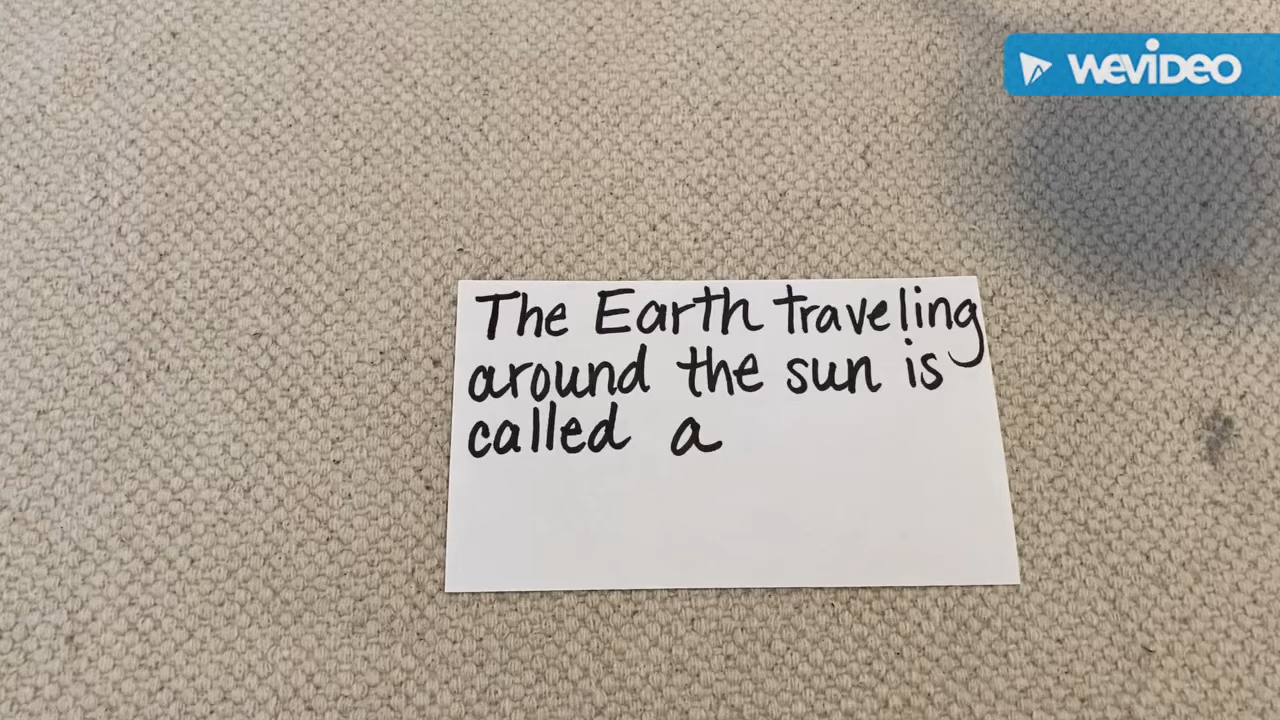 WEVIDEO
The Earth traveling
around the sun is
called a